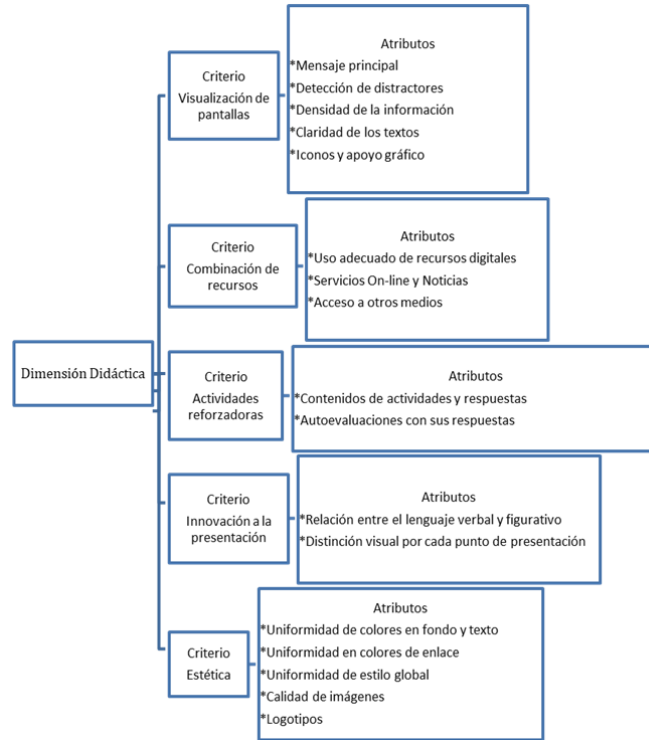 Dimensión Didáctica
Criterio
Visualización de
pantallas
Atributos
*Mensaje principal
*Detección de distractores
*Densidad de la información
*Claridad de los textos
*Iconos y apoyo gráfico
Criterio
Combinación de
recursos
Atributos
*Uso adecuado de recursos digitales
*Servicios On-line y Noticias
*Acceso a otros medios
Criterio
Actividades
reforzadoras
Atributos
*Contenidos de actividades y respuestas
*Autoevaluaciones con sus respuestas
Criterio
Innovación a la
presentación
Atributos
*Relación entre el lenguaje verbal y figurativo
*Distinción visual por cada punto de presentación
Criterio
Estética
Atributos
*Uniformidad de colores en fondo y texto
*Uniformidad en colores de enlace
*Uniformidad de estilo global
*Calidad de imágenes
*Logotipos